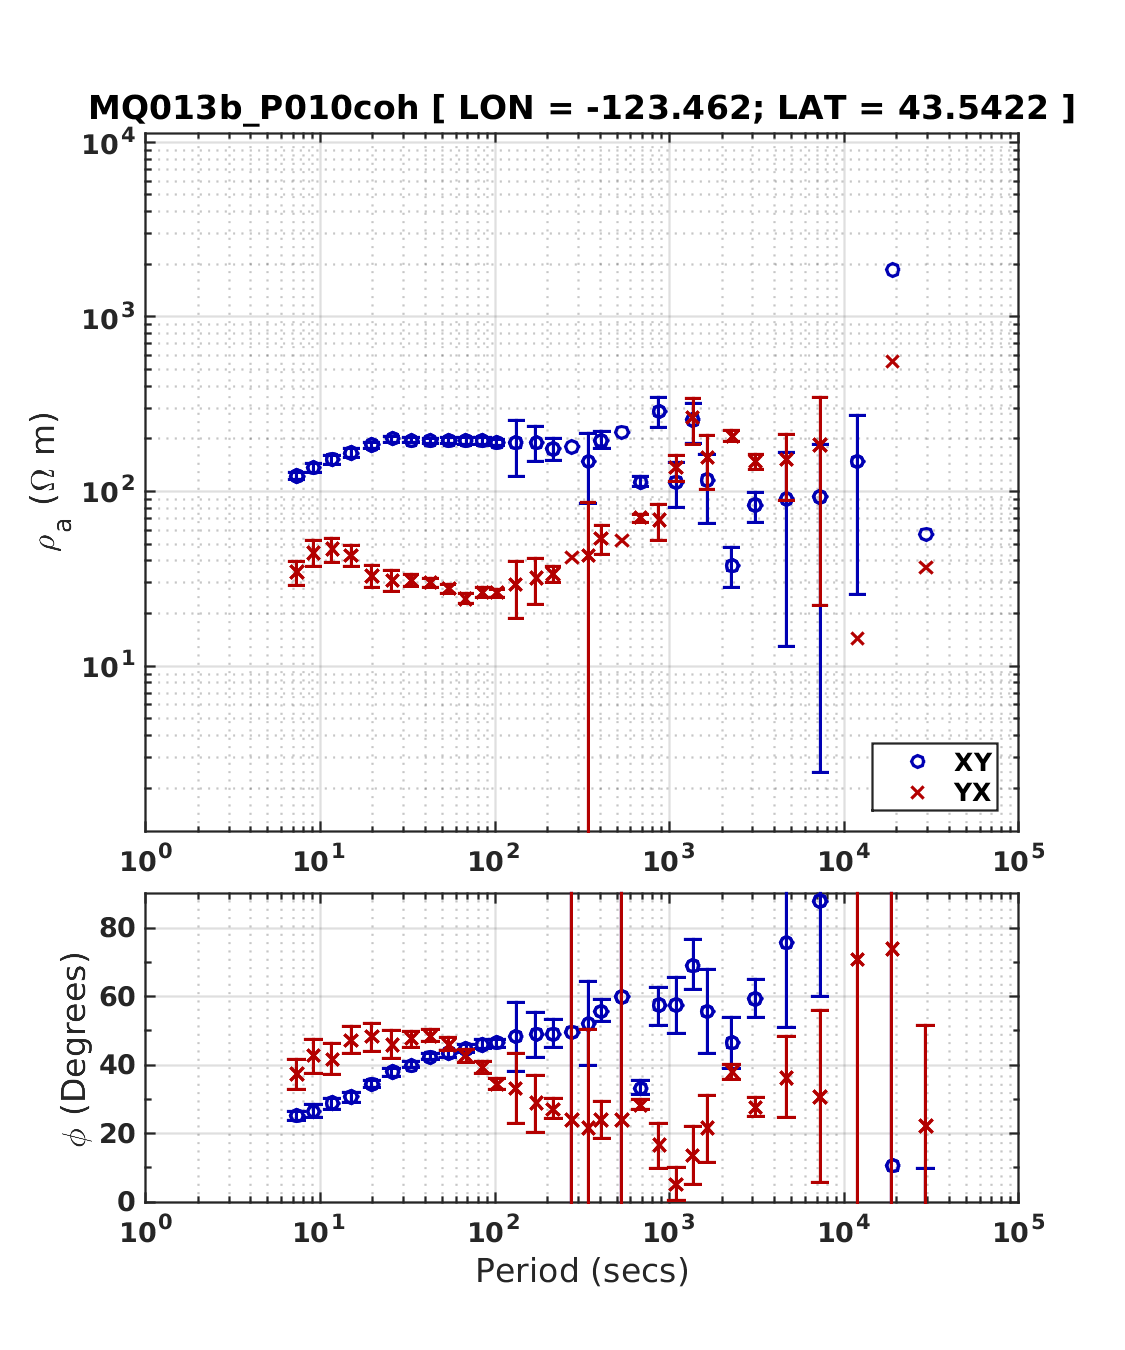 MQ013b_P010coh [ LON = -123.462; LAT = 43.5422 ]
10^4
10^3
10^2
10^1
ρ_a (Ω m)
XY
YX
10^0 10^1 10^2 10^3 10^4 10^5
80
60
40
20
0
ϕ (Degrees)
10^0 10^1 10^2 10^3 10^4 10^5
Period (secs)